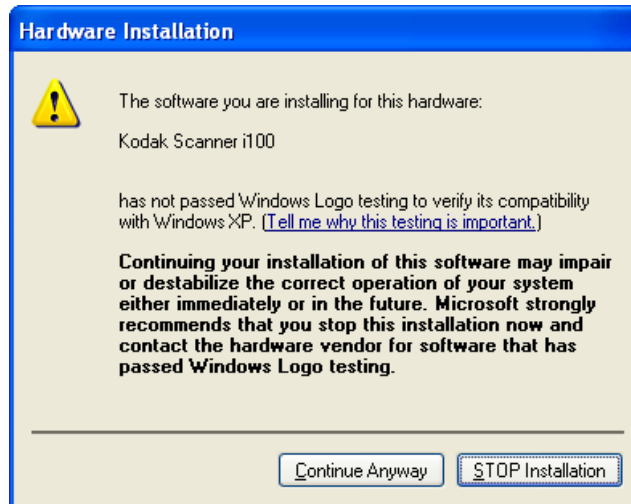 Hardware Installation
The software you are installing for this hardware:
Kodak Scanner i100
has not passed Windows Logo testing to verify its compatibility
with Windows XP. (Tell me why this testing is important.)
Continuing your installation of this software may impair
or destabilize the correct operation of your system
either immediately or in the future. Microsoft strongly
recommends that you stop this installation now and
contact the hardware vendor for software that has
passed Windows Logo testing.
Continue Anyway
STOP Installation